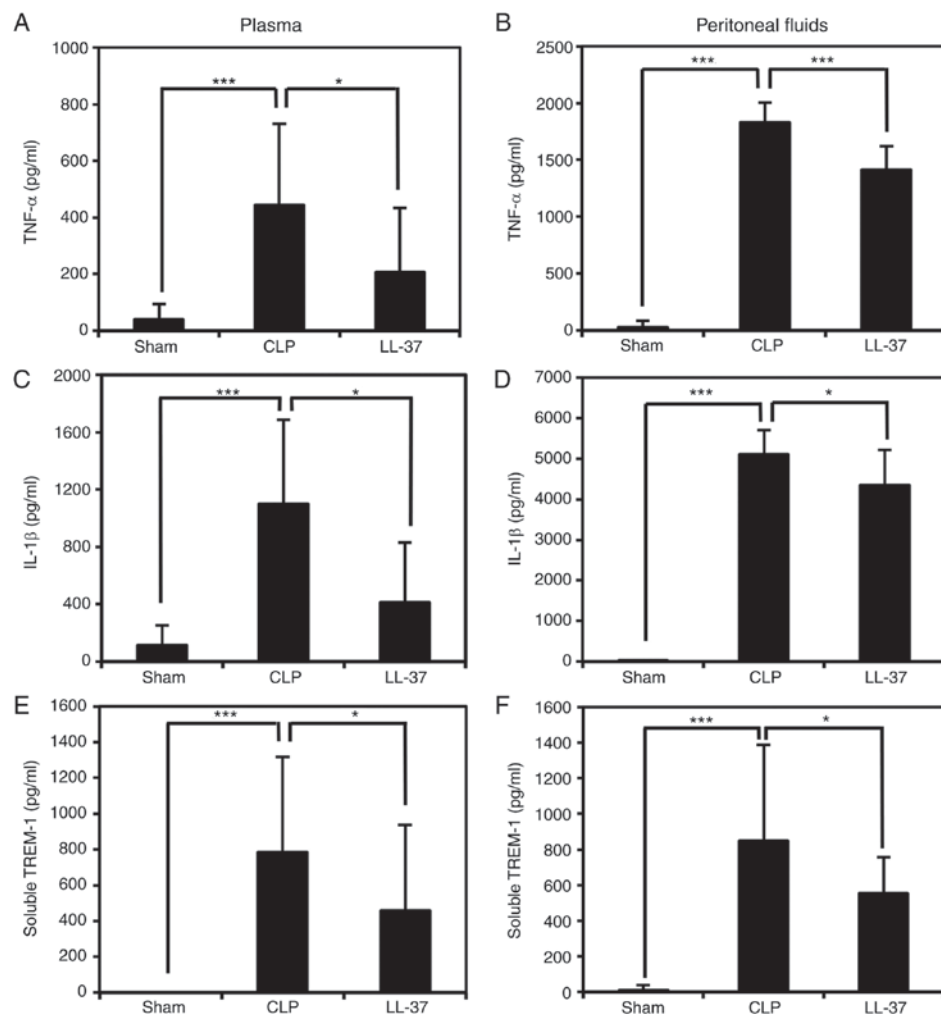 A
Plasma
TNF-α (pg/ml)
1000
800
600
400
200
0
***
*
Sham CLP LL-37
B
Peritoneal fluids
TNF-α (pg/ml)
2500
2000
1500
1000
500
0
***
***
Sham CLP LL-37
C
IL-1β (pg/ml)
2000
1600
1200
800
400
0
***
*
Sham CLP LL-37
D
IL-1β (pg/ml)
7000
6000
5000
4000
3000
2000
1000
0
***
*
Sham CLP LL-37
E
Soluble TREM-1 (pg/ml)
1600
1400
1200
1000
800
600
400
200
0
***
*
Sham CLP LL-37
F
Soluble TREM-1 (pg/ml)
1600
1400
1200
1000
800
600
400
200
0
***
*
Sham CLP LL-37